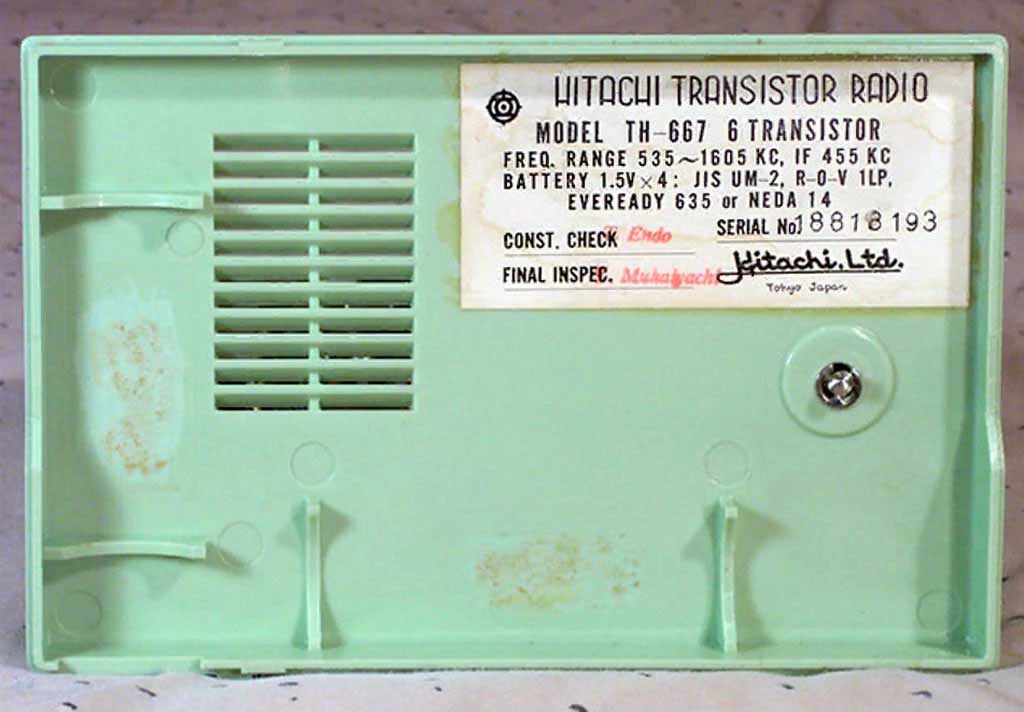 HITACHI TRANSISTOR RADIO
MODEL TH-667 6 TRANSISTOR
FREQ. RANGE 535~1605 KC, IF 455 KC
BATTERY 1.5V×4: JIS UM-2, R-O-V 1LP,
EVEREADY 635 or NEDA 14
SERIAL No. 18818193
CONST. CHECK Endo
FINAL INSPEC. Mukaiyachi
Hitachi, Ltd.
Tokyo Japan